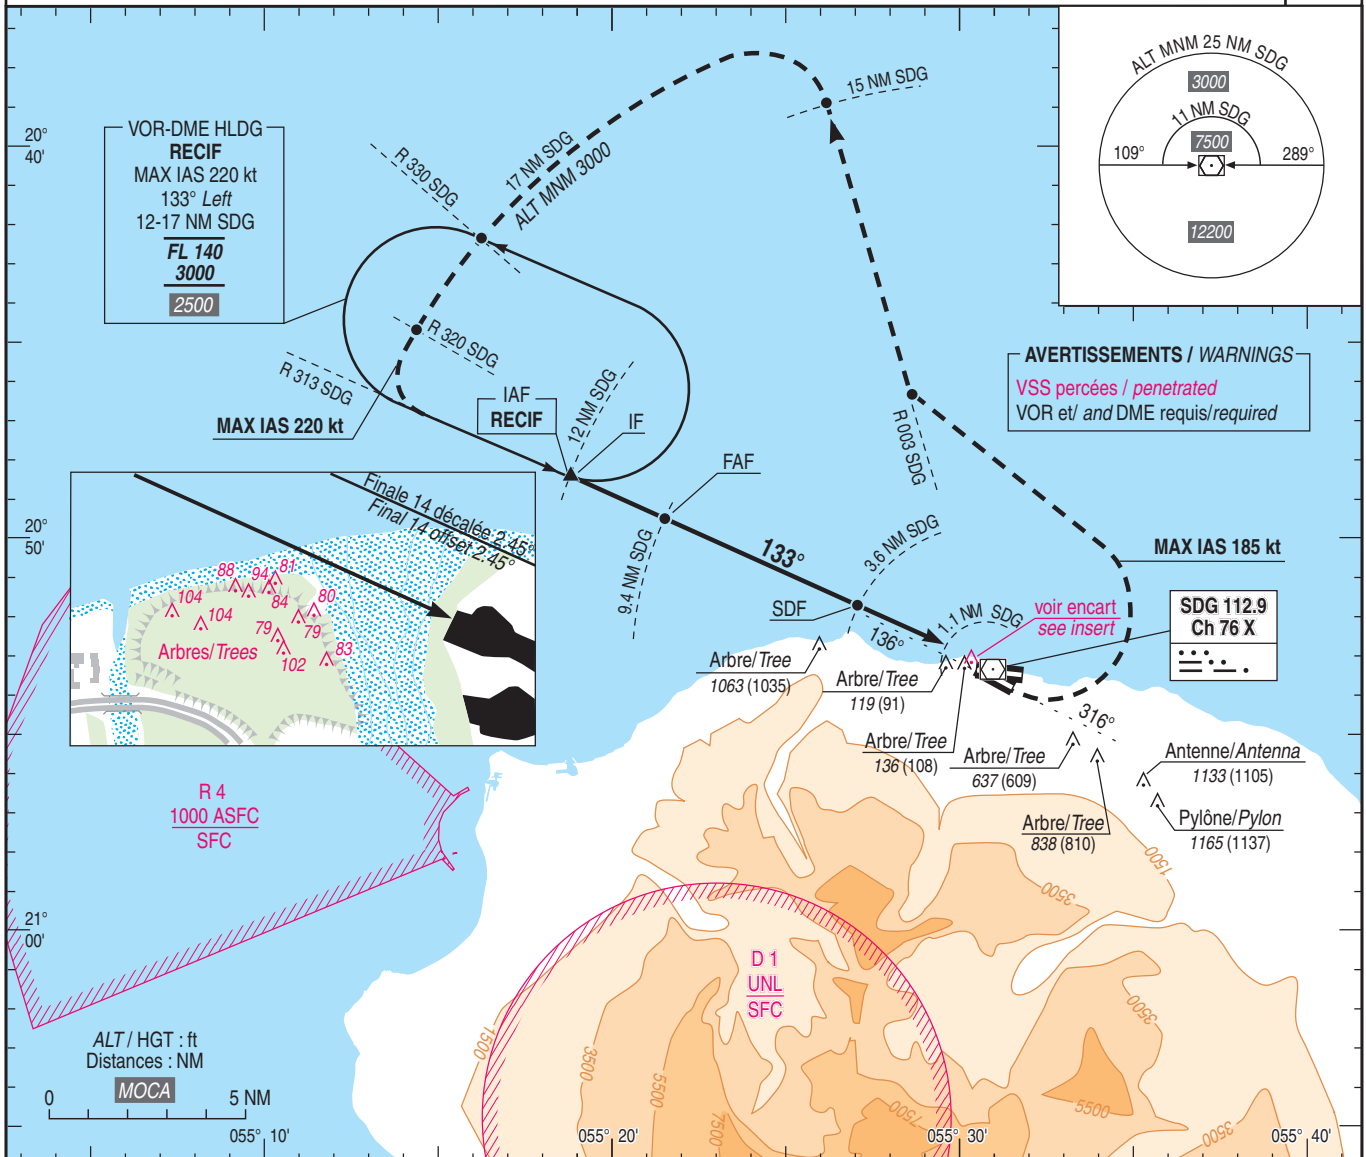 VOR-DME HLDG
RECIF
MAX IAS 220 kt
133° Left
12-17 NM SDG
FL 140
3000
2500
20°
40'
R 330 SDG
17 NM SDG
ALT MNM 3000
15 NM SDG
ALT MNM 25 NM SDG
3000
11 NM SDG
7500
109°
289°
12200
R 320 SDG
R 313 SDG
MAX IAS 220 kt
IAF
RECIF
12 NM SDG
IF
FAF
R 003 SDG
AVERTISSEMENTS / WARNINGS
VSS percées / penetrated
VOR et/ and DME requis/required
Finale 14 décalée 2.45°
Final 14 offset 2.45°
88
94
81
104
104
84
80
79
79
102
83
Arbres/Trees
20°
50'
9.4 NM SDG
133°
3.6 NM SDG
SDF
136°
1.1 NM SDG
MAX IAS 185 kt
voir encart
see insert
SDG 112.9
Ch 76 X
316°
Arbre/Tree
1063 (1035)
Arbre/Tree
119 (91)
Arbre/Tree
136 (108)
Arbre/Tree
637 (609)
Arbre/Tree
838 (810)
Antenne/Antenna
1133 (1105)
Pylône/Pylon
1165 (1137)
R 4
1000 ASFC
SFC
1500
3500
21°
00'
D 1
UNL
SFC
1500
3500
5500
7500
7500
3500
5050
3500
ALT / HGT : ft
Distances : NM
MOCA
0
5 NM
055° 10'
055° 20'
055° 30'
055° 40'